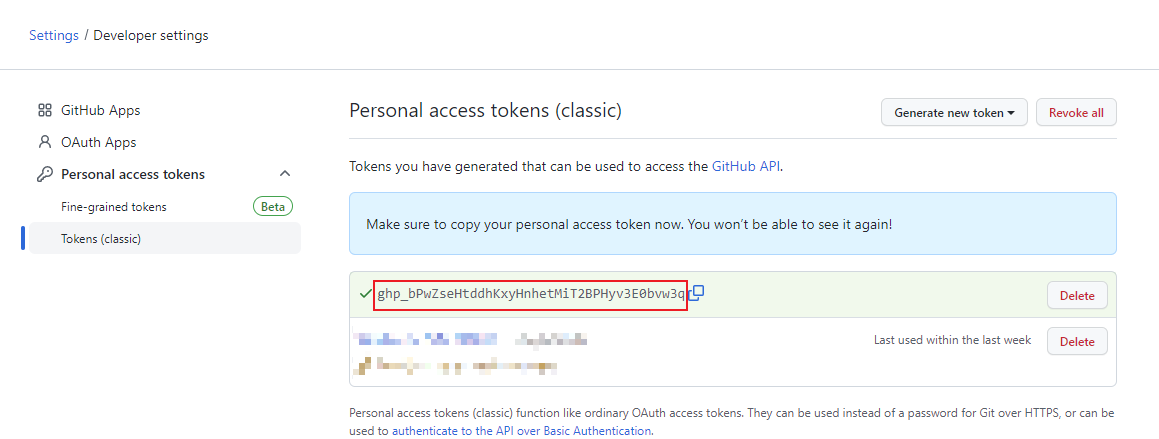 Settings / Developer settings
GitHub Apps
OAuth Apps
Personal access tokens
Fine-grained tokens Beta
Tokens (classic)
Personal access tokens (classic) Generate new token Revoke all
Tokens you have generated that can be used to access the GitHub API.
Make sure to copy your personal access token now. You won't be able to see it again!
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 Delete
Last used within the last week Delete
Personal access tokens (classic) function like ordinary OAuth access tokens. They can be used instead of a password for Git over HTTPS, or can be
used to authenticate to the API over Basic Authentication.